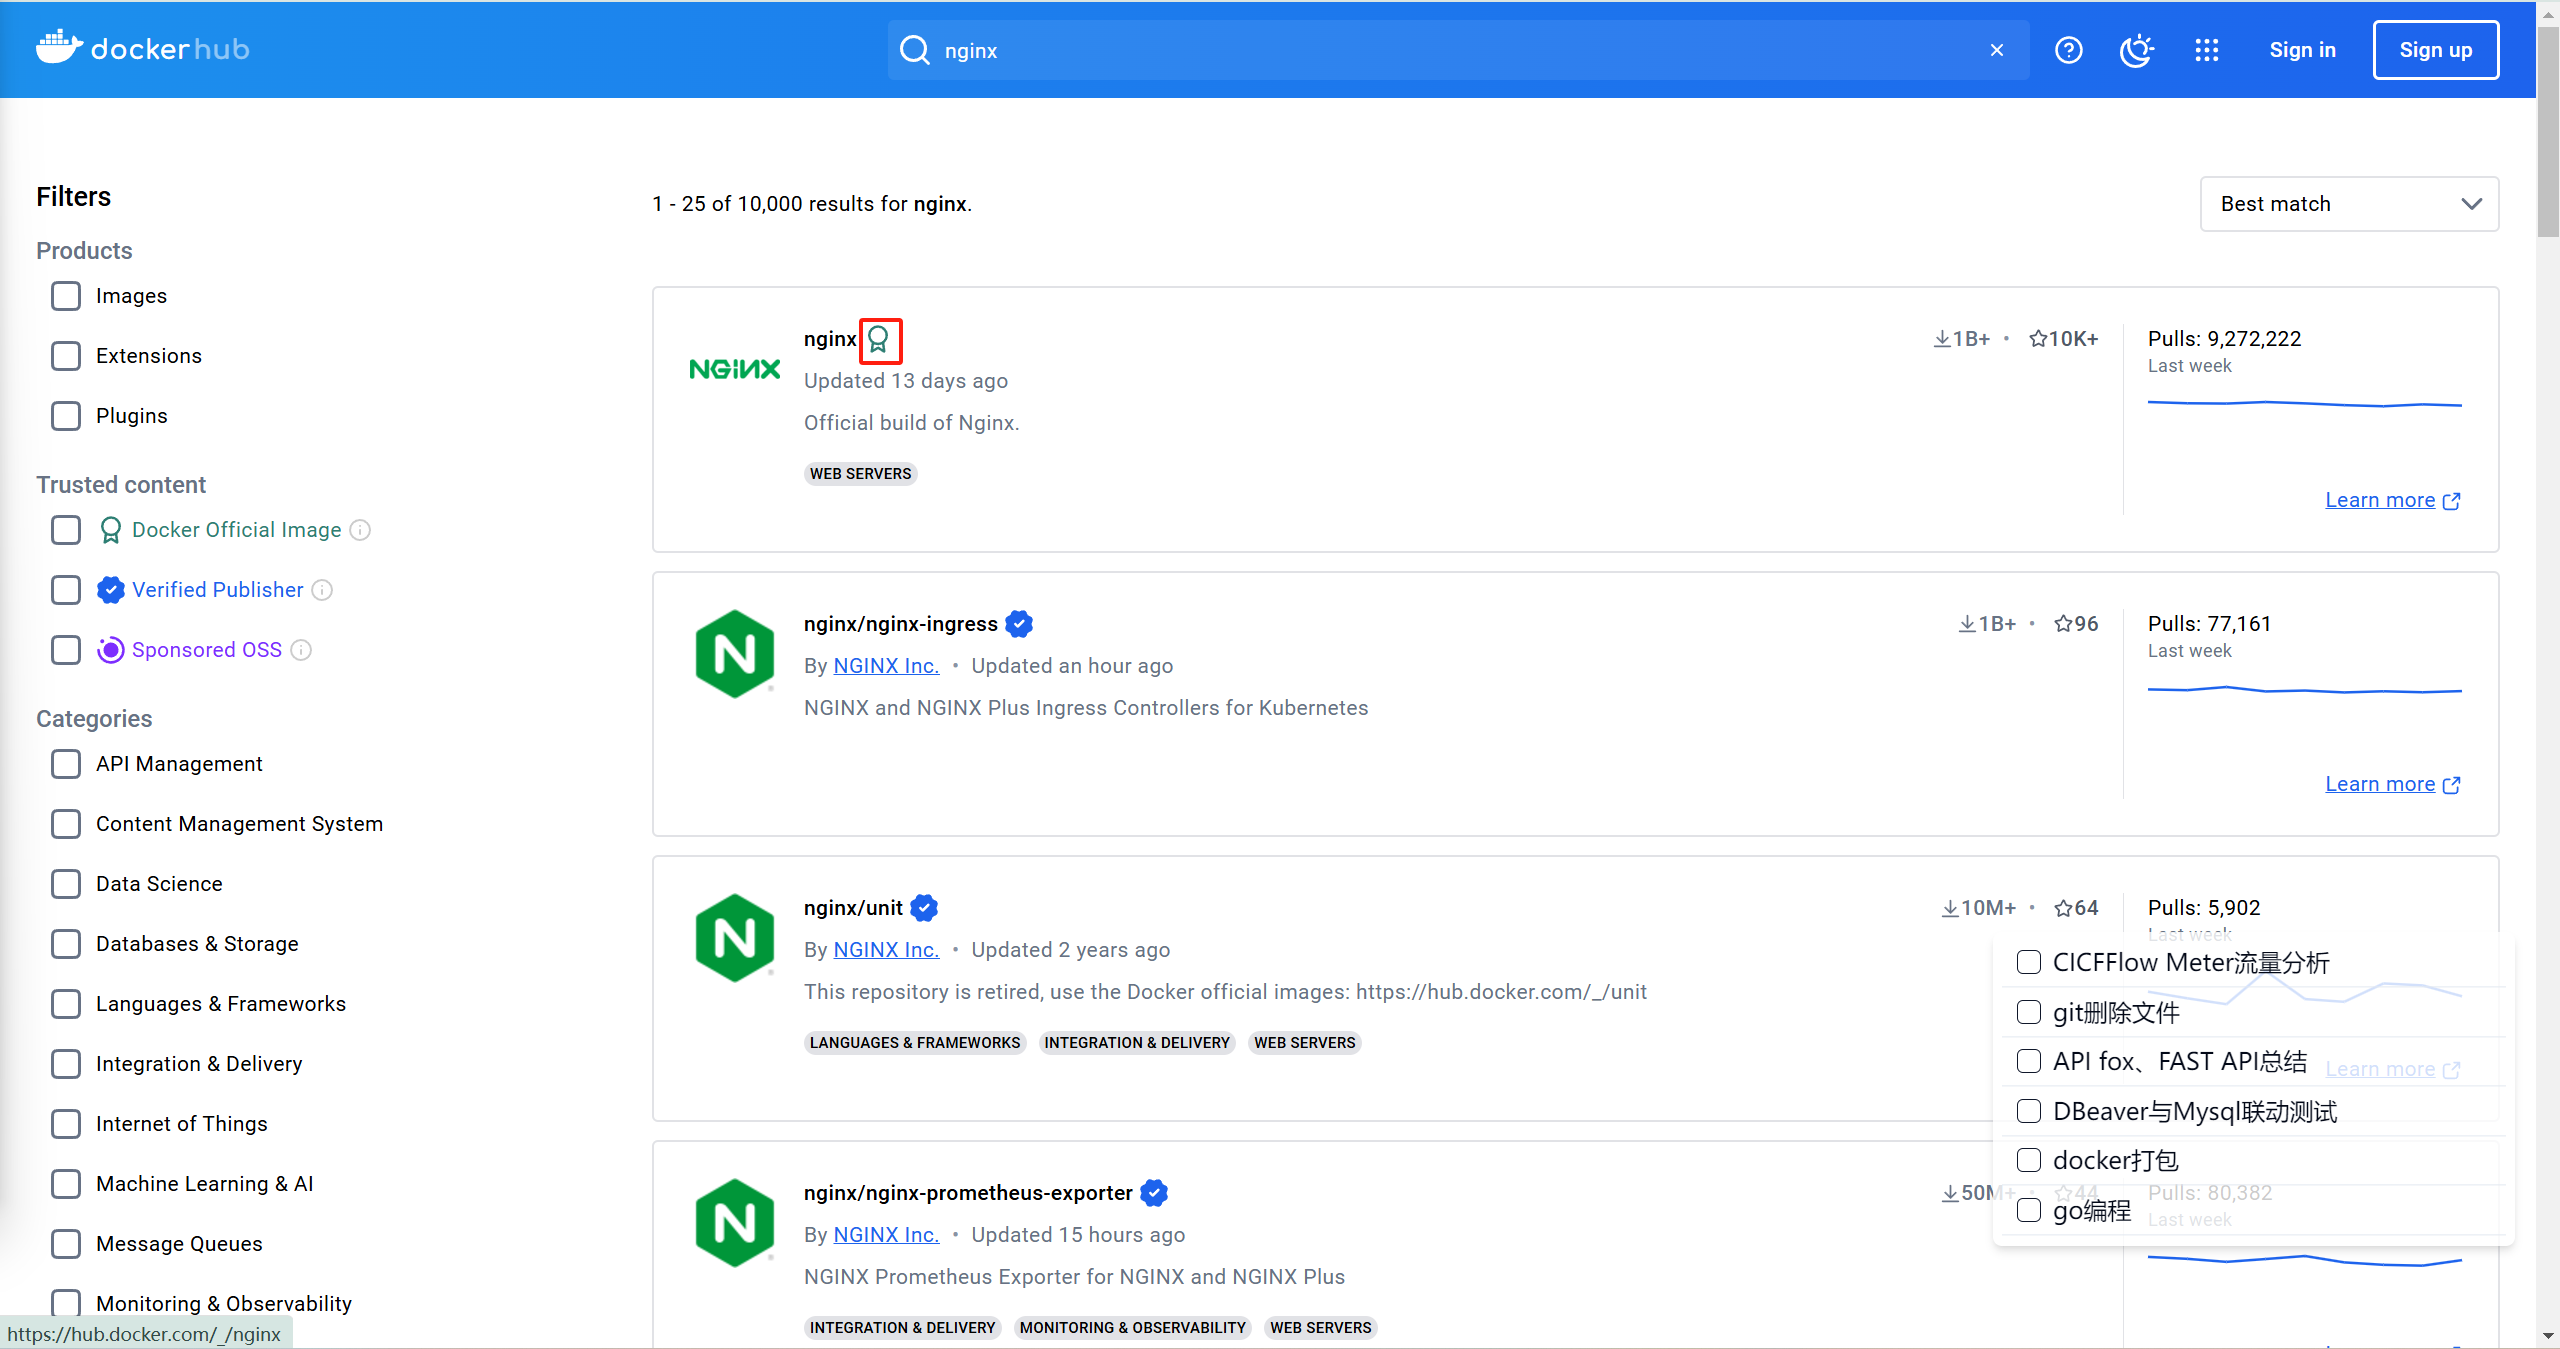 docker hub
nginx
Sign in
Sign up
Filters
Products
Images
Extensions
Plugins
Trusted content
Docker Official Image
Verified Publisher
Sponsored OSS
Categories
API Management
Content Management System
Data Science
Databases & Storage
Languages & Frameworks
Integration & Delivery
Internet of Things
Machine Learning & AI
Message Queues
Monitoring & Observability
https://hub.docker.com/_/nginx
1 - 25 of 10,000 results for nginx.
Best match
NGINX
nginx
Updated 13 days ago
Official build of Nginx.
WEB SERVERS
1B+ • 10K+
Pulls: 9,272,222
Last week
Learn more
N
nginx/nginx-ingress
By NGINX Inc. • Updated an hour ago
NGINX and NGINX Plus Ingress Controllers for Kubernetes
1B+ • 96
Pulls: 77,161
Last week
Learn more
N
nginx/unit
By NGINX Inc. • Updated 2 years ago
This repository is retired, use the Docker official images: https://hub.docker.com/_/unit
LANGUAGES & FRAMEWORKS INTEGRATION & DELIVERY WEB SERVERS
10M+ • 64
Pulls: 5,902
Last week
Learn more
N
nginx/nginx-prometheus-exporter
By NGINX Inc. • Updated 15 hours ago
NGINX Prometheus Exporter for NGINX and NGINX Plus
INTEGRATION & DELIVERY MONITORING & OBSERVABILITY WEB SERVERS
50M+ • 44
Pulls: 80,382
Last week
CICFFlow Meter流量分析
git删除文件
API fox、FAST API总结
DBeaver与Mysql联动测试
docker打包
go编程